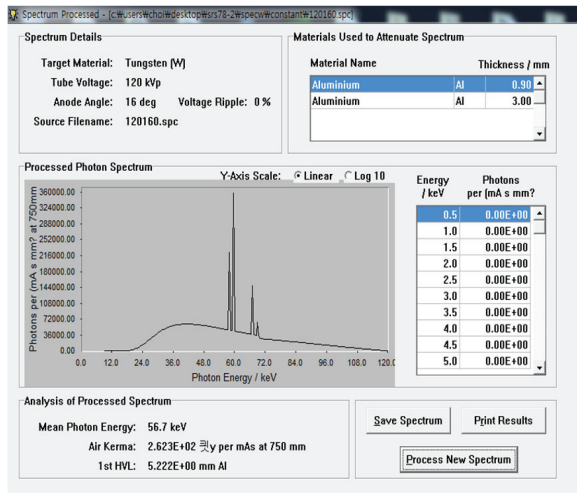 Spectrum Processed - [c:₩users₩choi₩desktop₩srs78-2₩specw₩constant₩120160.spc]
Spectrum Details
Target Material: Tungsten (W)
Tube Voltage: 120 kVp
Anode Angle: 16 deg Voltage Ripple: 0 %
Source Filename: 120160.spc
Materials Used to Attenuate Spectrum
Material Name Thickness / mm
Aluminium Al 0.90
Aluminium Al 3.00
Processed Photon Spectrum
Y-Axis Scale: Linear Log 10
Photons per (mA s mm? at 750mm
360000.00
324000.00
288000.00
252000.00
216000.00
180000.00
144000.00
108000.00
72000.00
36000.00
0.00
0.0 12.0 24.0 36.0 48.0 60.0 72.0 84.0 96.0 108.0 120.0
Photon Energy / keV
Energy / keV Photons per (mA s mm?
0.5 0.00E+00
1.0 0.00E+00
1.5 0.00E+00
2.0 0.00E+00
2.5 0.00E+00
3.0 0.00E+00
3.5 0.00E+00
4.0 0.00E+00
4.5 0.00E+00
5.0 0.00E+00
Analysis of Processed Spectrum
Mean Photon Energy: 56.7 keV
Air Kerma: 2.623E+02 킷y per mAs at 750 mm
1st HVL: 5.222E+00 mm Al
Save Spectrum Print Results
Process New Spectrum